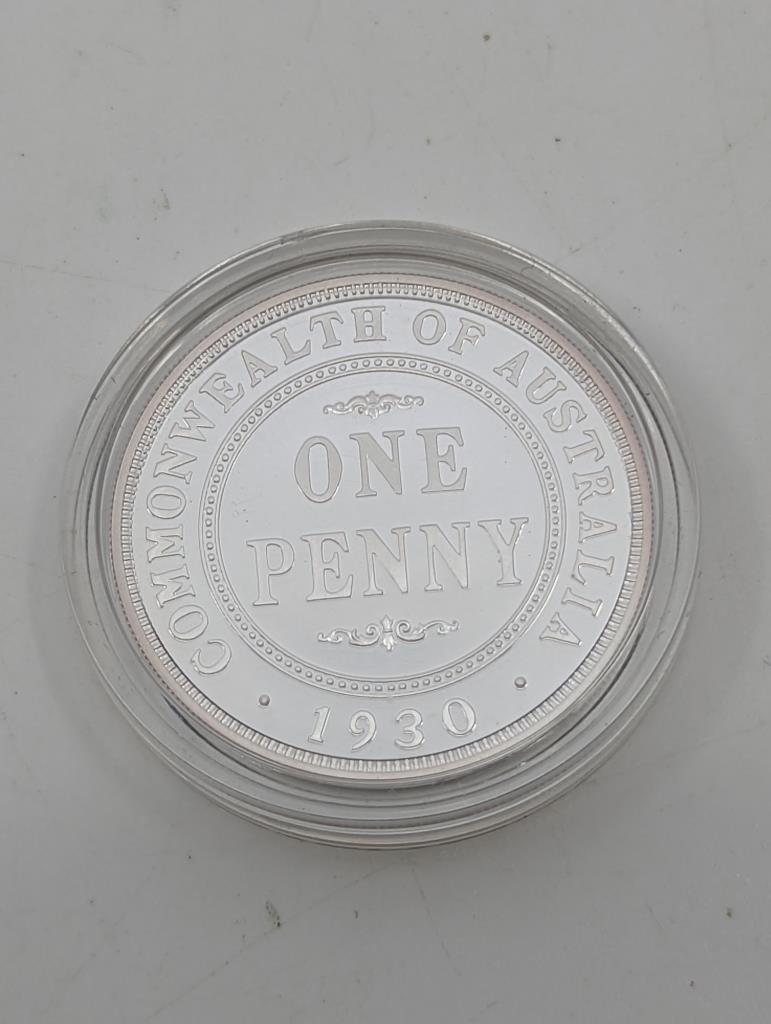 COMMONWEALTH OF AUSTRALIA
ONE
PENNY
1930